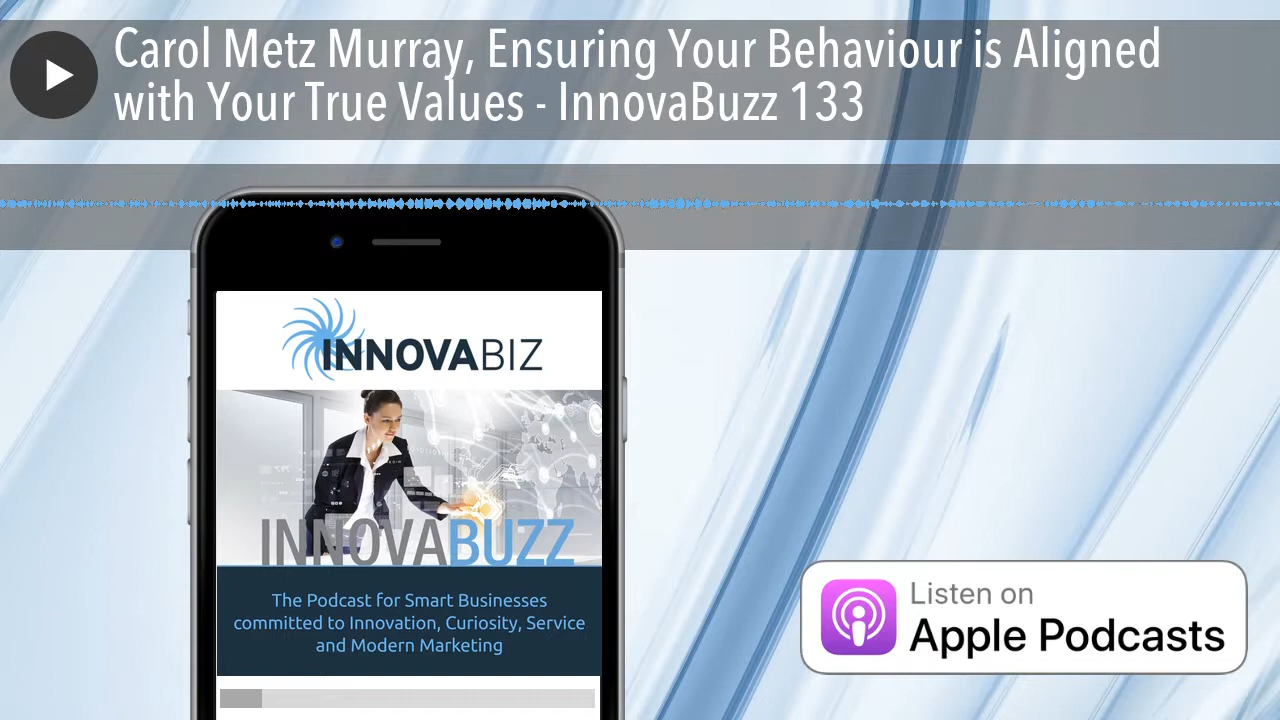 Carol Metz Murray, Ensuring Your Behaviour is Aligned
with Your True Values - InnovaBuzz 133
INNOVABIZ
INNOVABUZZ
The Podcast for Smart Businesses
committed to Innovation, Curiosity, Service
and Modern Marketing
Listen on
Apple Podcasts